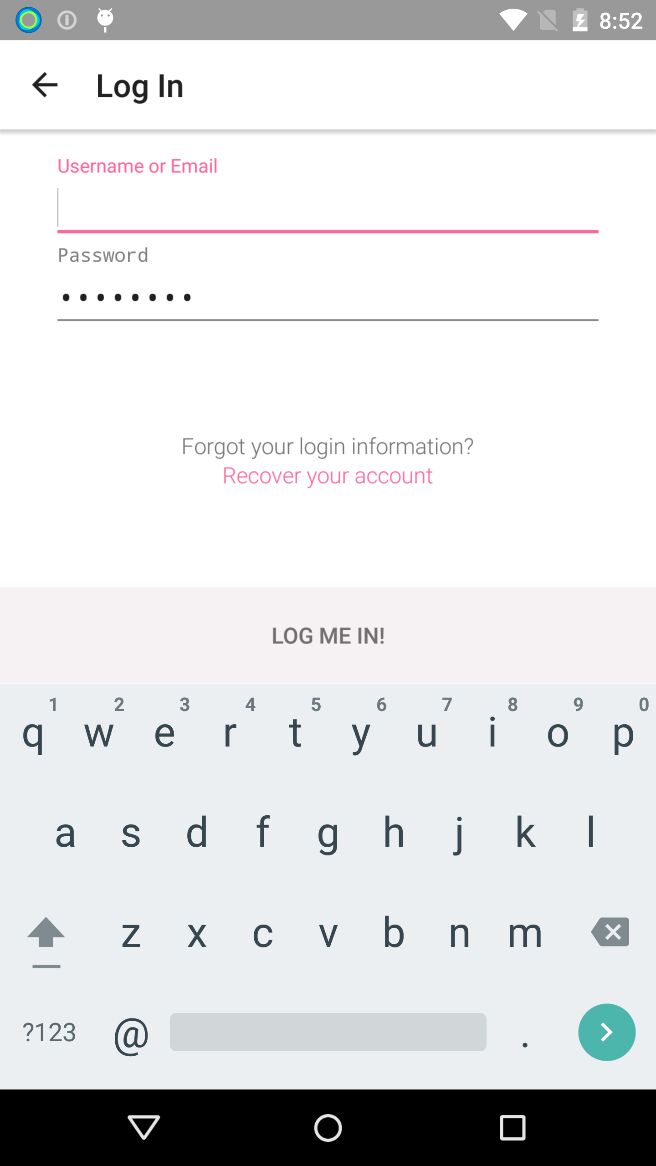 8:52
Log In
Username or Email
Password
••••••••
Forgot your login information?
Recover your account
LOG ME IN!
1 2 3 4 5 6 7 8 9 0
q w e r t y u i o p
a s d f g h j k l
z x c v b n m
?123 @ .